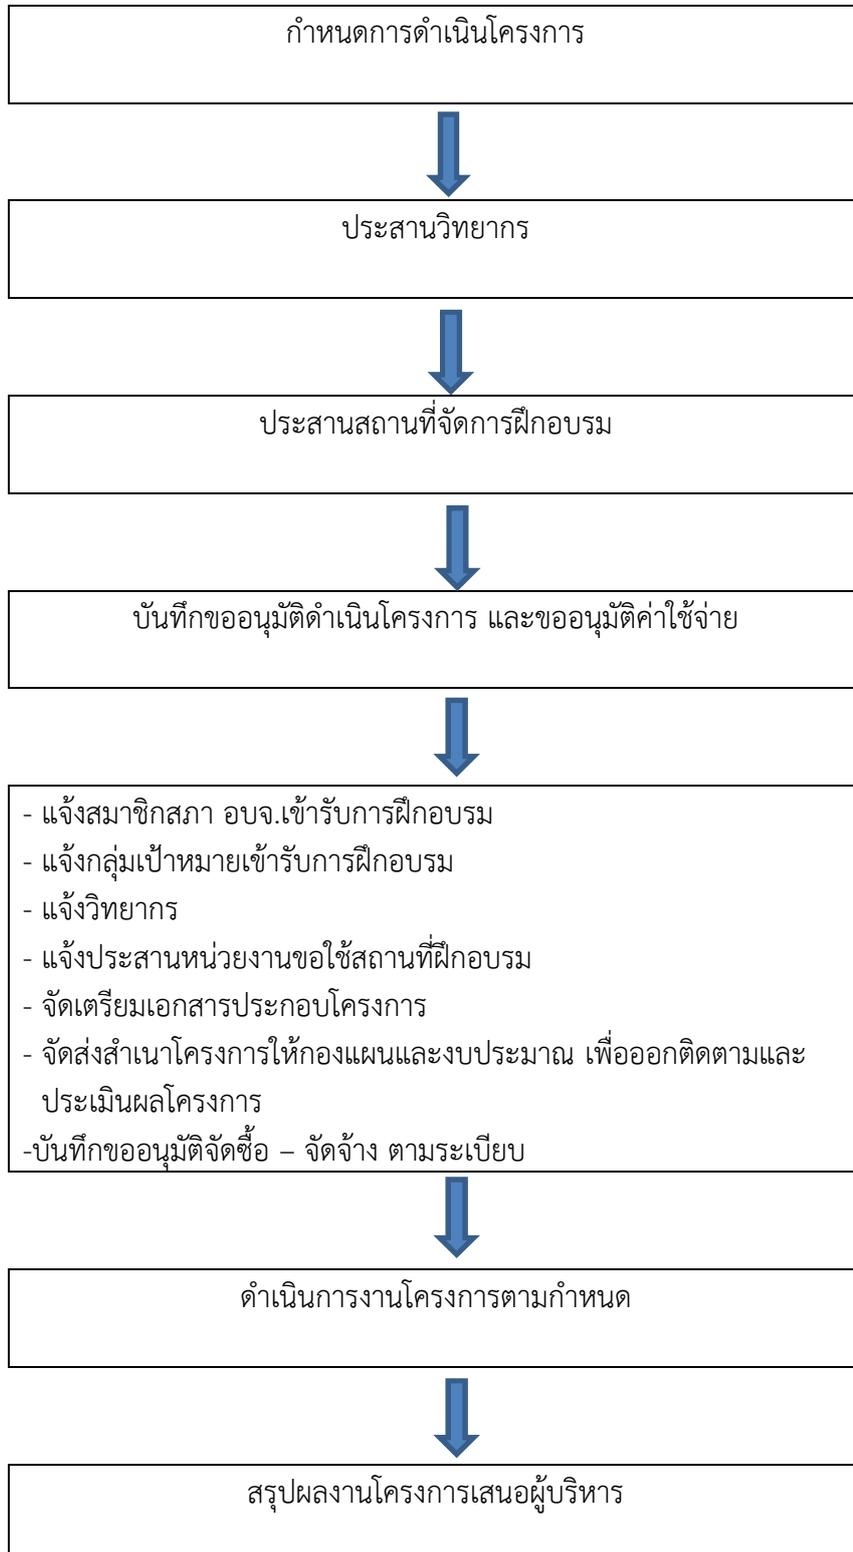 กำหนดการดำเนินโครงการ
ประสานวิทยากร
ประสานสถานที่จัดการฝึกอบรม
บันทึกขออนุมัติดำเนินโครงการ และขออนุมัติค่าใช้จ่าย
- แจ้งสมาชิกสภา อบจ.เข้ารับการฝึกอบรม
- แจ้งกลุ่มเป้าหมายเข้ารับการฝึกอบรม
- แจ้งวิทยากร
- แจ้งประสานหน่วยงานขอใช้สถานที่ฝึกอบรม
- จัดเตรียมเอกสารประกอบโครงการ
- จัดส่งสำเนาโครงการให้กองแผนและงบประมาณ เพื่อออกติดตามและ
ประเมินผลโครงการ
-บันทึกขออนุมัติจัดซื้อ – จัดจ้าง ตามระเบียบ
ดำเนินการงานโครงการตามกำหนด
สรุปผลงานโครงการเสนอผู้บริหาร